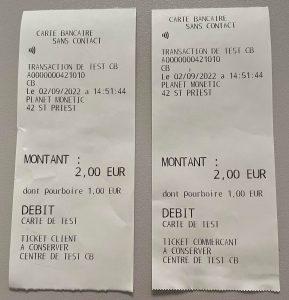 CARTE BANCAIRE
SANS CONTACT
TRANSACTION DE TEST CB
A0000000421010
CB
Le 02/09/2022 a 14:51:44
PLANET MONETIC
42 ST PRIEST
MONTANT :
2,00 EUR
dont pourboire 1,00 EUR
DEBIT
CARTE DE TEST
TICKET CLIENT
A CONSERVER
CENTRE DE TEST CB
CARTE BANCAIRE
SANS CONTACT
TRANSACTION DE TEST CB
A0000000421010
CB
Le 02/09/2022 a 14:51:44
PLANET MONETIC
42 ST PRIEST
MONTANT :
2,00 EUR
dont pourboire 1,00 EUR
DEBIT
CARTE DE TEST
TICKET COMMERCANT
A CONSERVER
CENTRE DE TEST CB